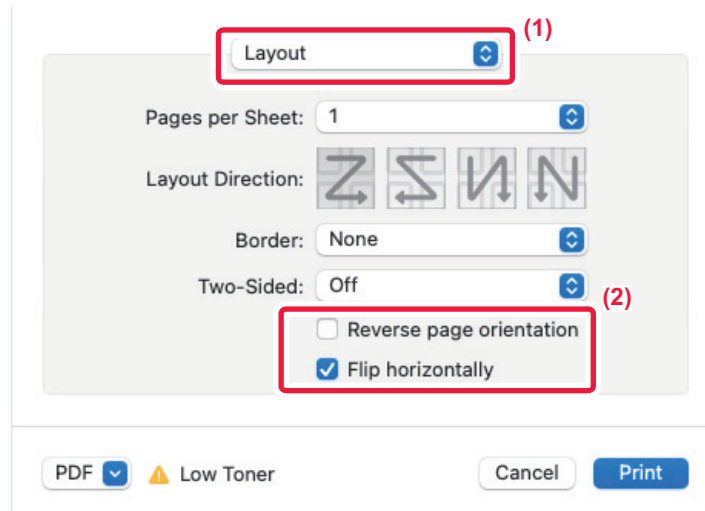 (1)
Layout
Pages per Sheet: 1
Layout Direction:
Border: None
Two-Sided: Off
(2)
Reverse page orientation
Flip horizontally
PDF Low Toner Cancel Print